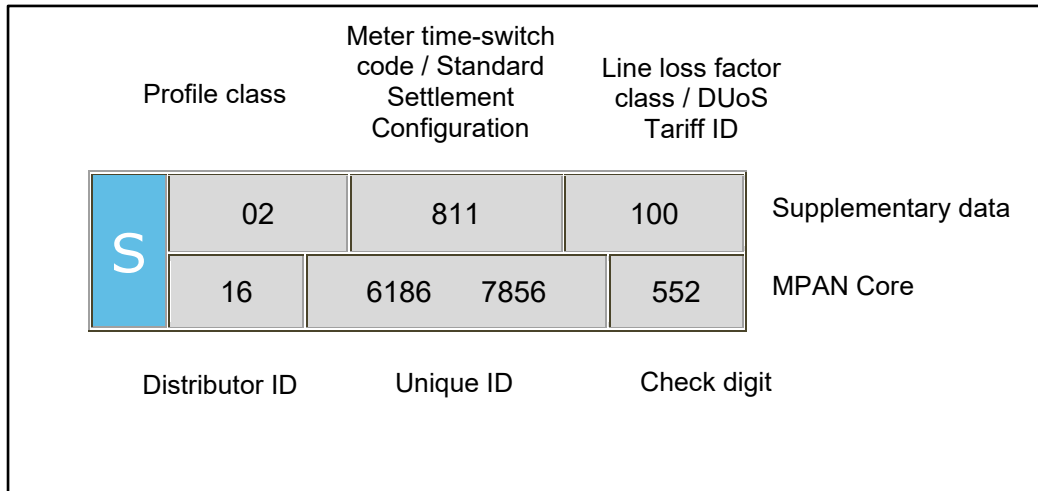 Profile class
Meter time-switch
code / Standard
Settlement
Configuration
Line loss factor
class / DUoS
Tariff ID
S
02
811
100
Supplementary data
16
6186 7856
552
MPAN Core
Distributor ID
Unique ID
Check digit